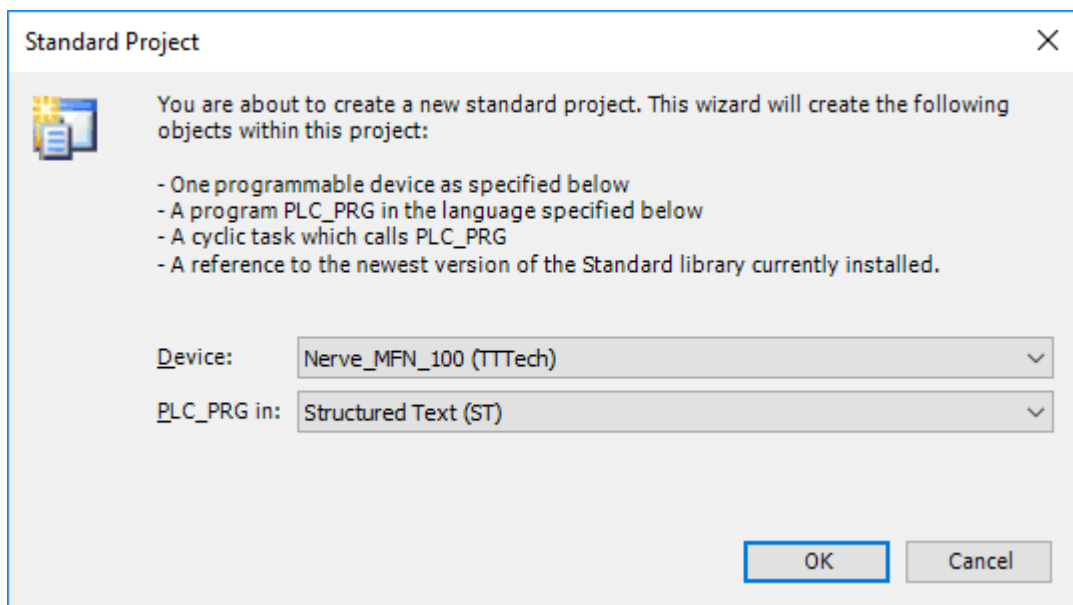 Standard Project
You are about to create a new standard project. This wizard will create the following
objects within this project:
- One programmable device as specified below
- A program PLC_PRG in the language specified below
- A cyclic task which calls PLC_PRG
- A reference to the newest version of the Standard library currently installed.
Device: Nerve_MFN_100 (TTTech)
PLC_PRG in: Structured Text (ST)
OK Cancel